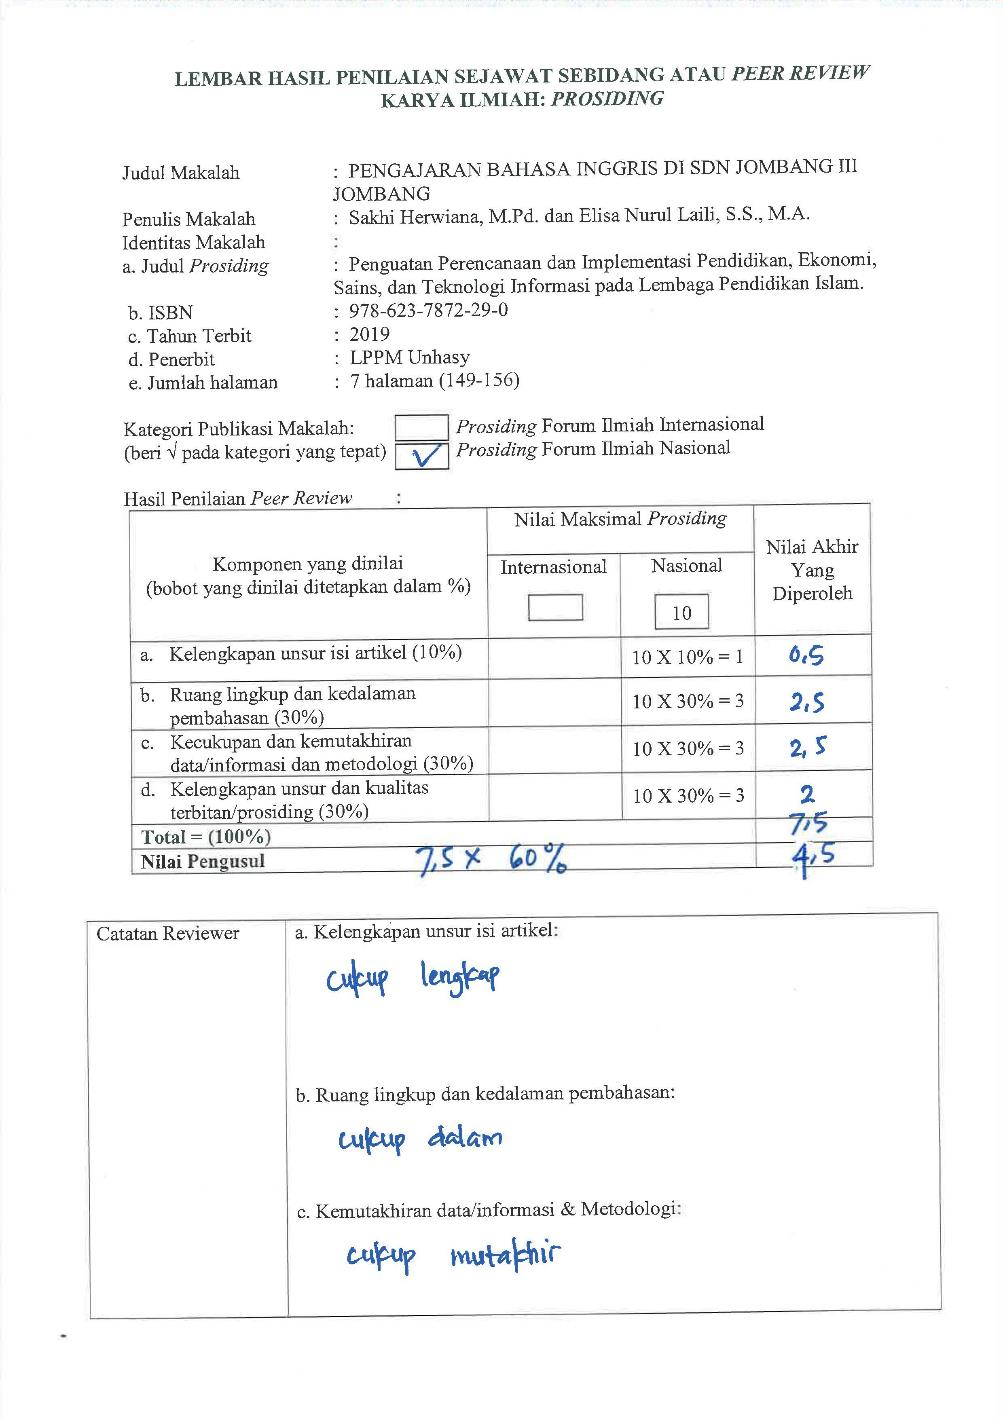 LEMBAR HASIL PENILAIAN SEJAWAT SEBIDANG ATAU PEER REVIEW
KARYA ILMIAH: PROSIDING
Judul Makalah : PENGAJARAN BAHASA INGGRIS DI SDN JOMBANG III
JOMBANG
Penulis Makalah : Sakhi Herwiana, M.Pd. dan Elisa Nurul Laili, S.S., M.A.
Identitas Makalah :
a. Judul Prosiding : Penguatan Perencanaan dan Implementasi Pendidikan, Ekonomi,
Sains, dan Teknologi Informasi pada Lembaga Pendidikan Islam.
b. ISBN : 978-623-7872-29-0
c. Tahun Terbit : 2019
d. Penerbit : LPPM Unhasy
e. Jumlah halaman : 7 halaman (149-156)
Kategori Publikasi Makalah: Prosiding Forum Ilmiah Internasional
(beri √ pada kategori yang tepat) √ Prosiding Forum Ilmiah Nasional
Hasil Penilaian Peer Review :
Komponen yang dinilai
(bobot yang dinilai ditetapkan dalam %)
Nilai Maksimal Prosiding
Internasional
Nasional
10
Nilai Akhir
Yang
Diperoleh
a. Kelengkapan unsur isi artikel (10%) 10 X 10% = 1 0,5
b. Ruang lingkup dan kedalaman
pembahasan (30%) 10 X 30% = 3 2,5
c. Kecukupan dan kemutakhiran
data/informasi dan metodologi (30%) 10 X 30% = 3 2,5
d. Kelengkapan unsur dan kualitas
terbitan/prosiding (30%) 10 X 30% = 3 2
Total = (100%) 7,5
Nilai Pengusul 7,5 x 60% 4,5
Catatan Reviewer
a. Kelengkapan unsur isi artikel:
cukup lengkap
b. Ruang lingkup dan kedalaman pembahasan:
cukup dalam
c. Kemutakhiran data/informasi & Metodologi:
cukup mutakhir